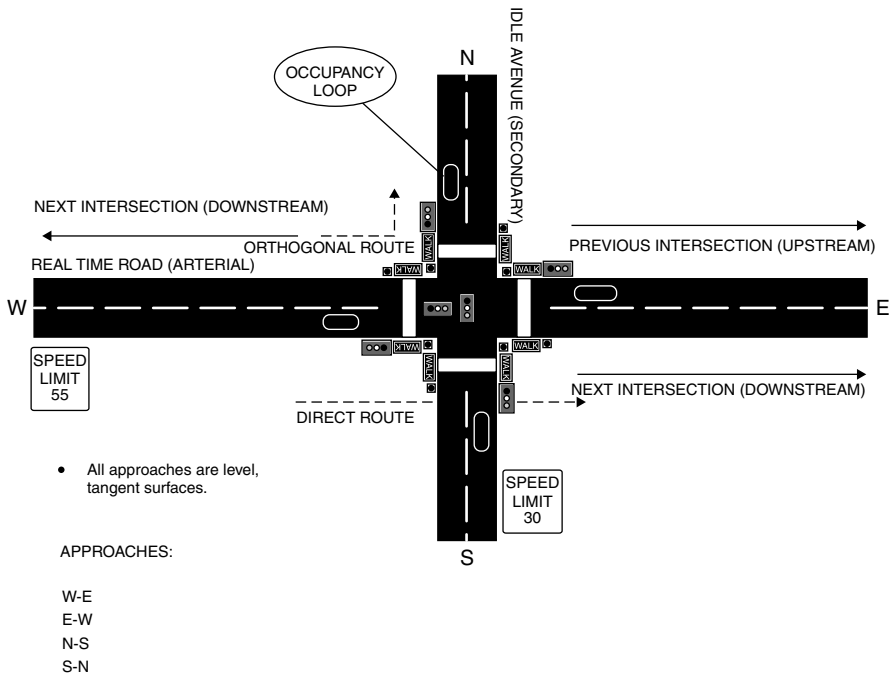 IDLE AVENUE (SECONDARY)
N
OCCUPANCY
LOOP
NEXT INTERSECTION (DOWNSTREAM)
ORTHOGONAL ROUTE
PREVIOUS INTERSECTION (UPSTREAM)
REAL TIME ROAD (ARTERIAL)
WALK
WALK
WALK
WALK
W
E
WALK
WALK
WALK
WALK
SPEED
LIMIT
55
NEXT INTERSECTION (DOWNSTREAM)
DIRECT ROUTE
• All approaches are level,
tangent surfaces.
SPEED
LIMIT
30
S
APPROACHES:
W-E
E-W
N-S
S-N